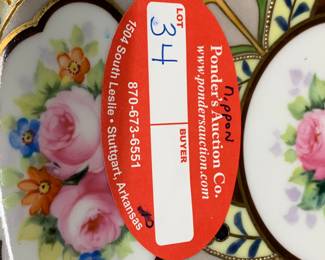 Ponder's Auction Co.
www.pondersauction.com
Nippon
LOT
34
BUYER
870-673-6551
1504 South Leslie • Stuttgart, Arkansas